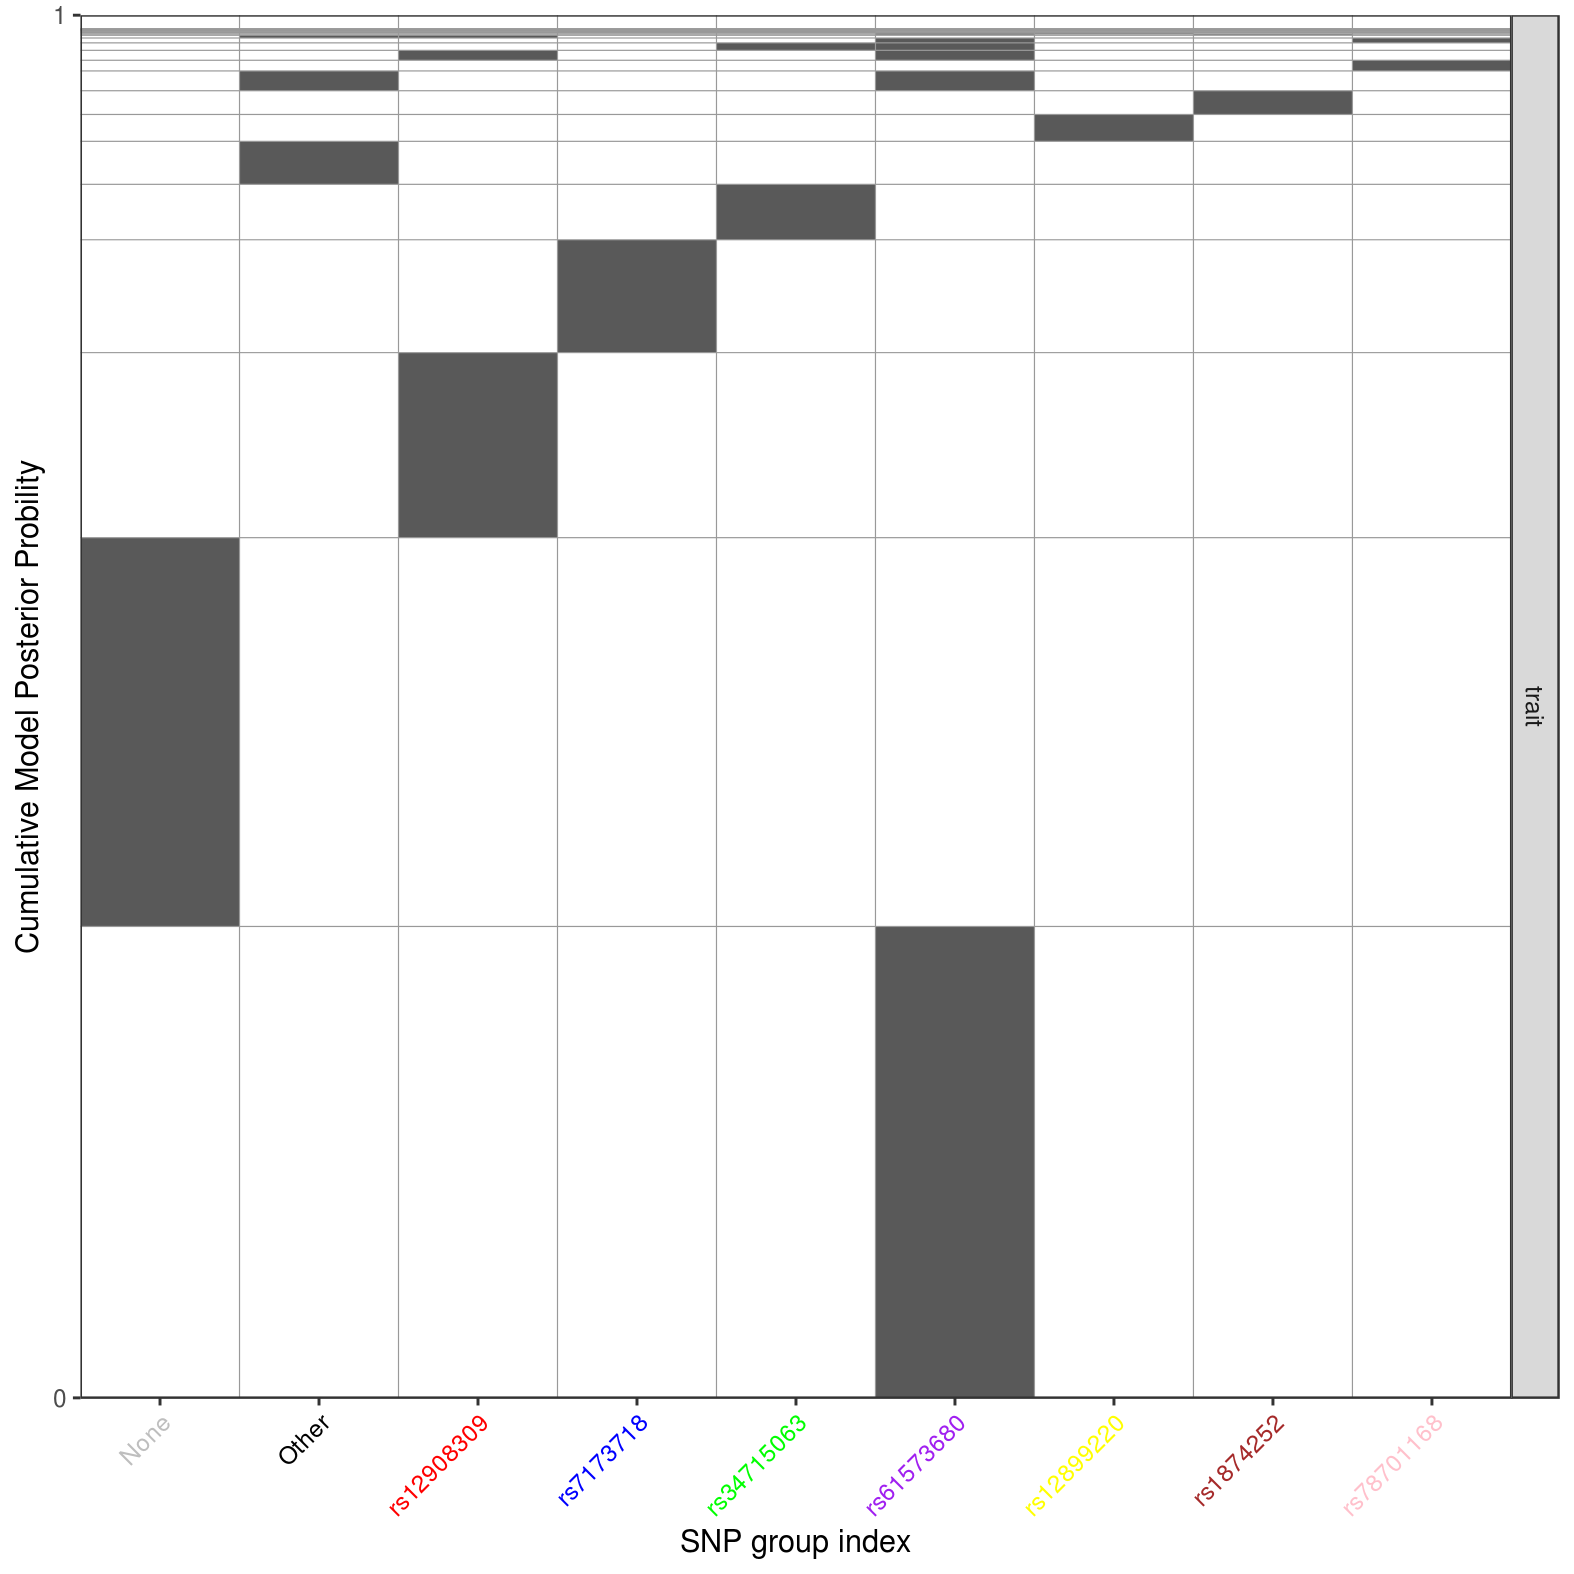 1
Cumulative Model Posterior Probility
trait
0
None
Other
rs12908309
rs7173718
rs34715063
rs61573680
rs12899220
rs1874252
rs78701168
SNP group index